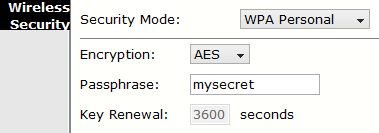 Wireless
Security
Security Mode: WPA Personal
Encryption: AES
Passphrase: mysecret
Key Renewal: 3600 seconds